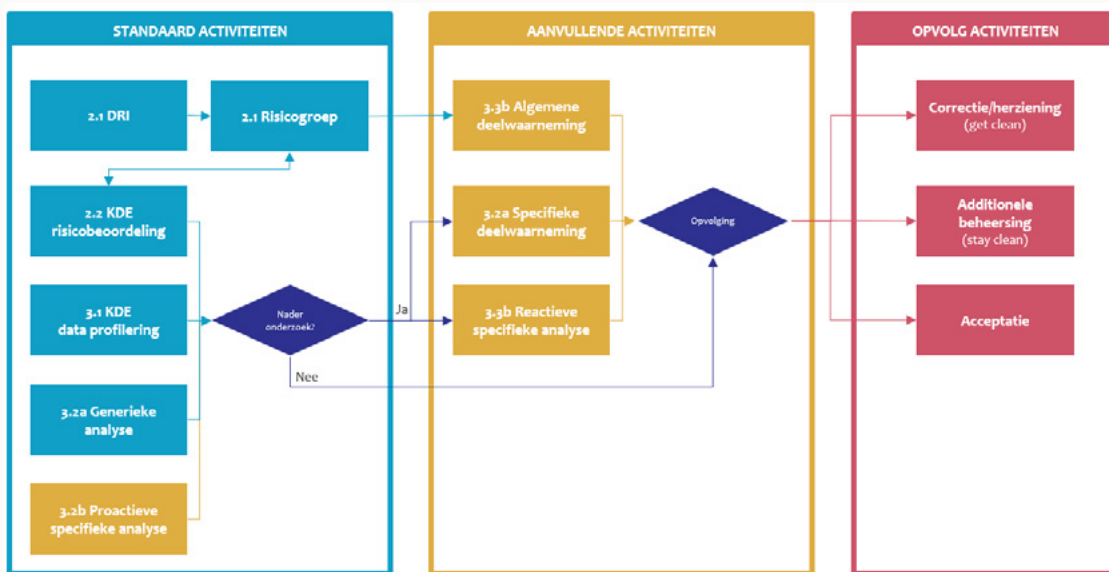 STANDAARD ACTIVITEITEN
2.1 DRI
2.1 Risicogroep
2.2 KDE
risicobeoordeling
3.1 KDE
data profilering
Nader
onderzoek?
Ja
Nee
3.2a Generieke
analyse
3.2b Proactieve
specifieke analyse
AANVULLENDE ACTIVITEITEN
3.3b Algemene
deelwaarneming
3.2a Specifieke
deelwaarneming
3.3b Reactieve
specifieke analyse
Opvolging
OPVOLG ACTIVITEITEN
Correctie/herziening
(get clean)
Additionele
beheersing
(stay clean)
Acceptatie